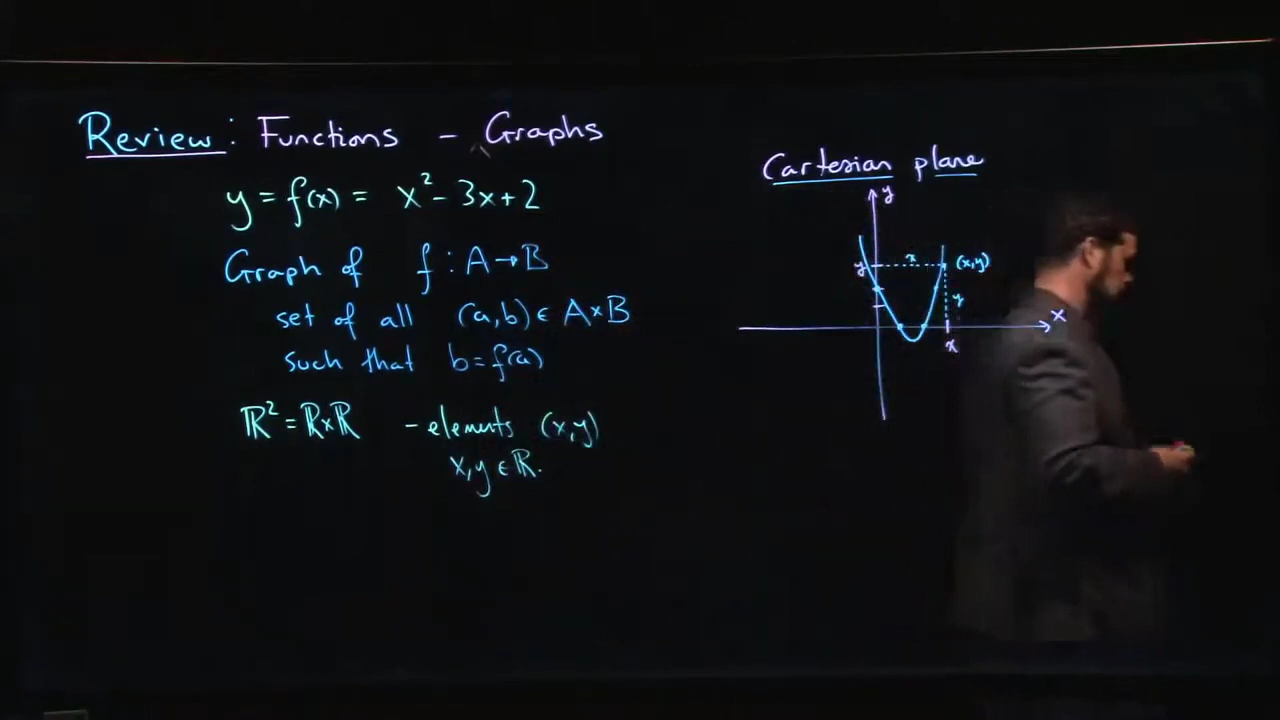 Review: Functions - Graphs
y = f(x) = x² - 3x + 2
Graph of f : A → B
set of all (a,b) ∈ A × B
such that b = f(a)
ℝ² = ℝ×ℝ - elements (x,y)
x,y ∈ ℝ.
Cartesian plane
y
y x (x,y)
y
x
x